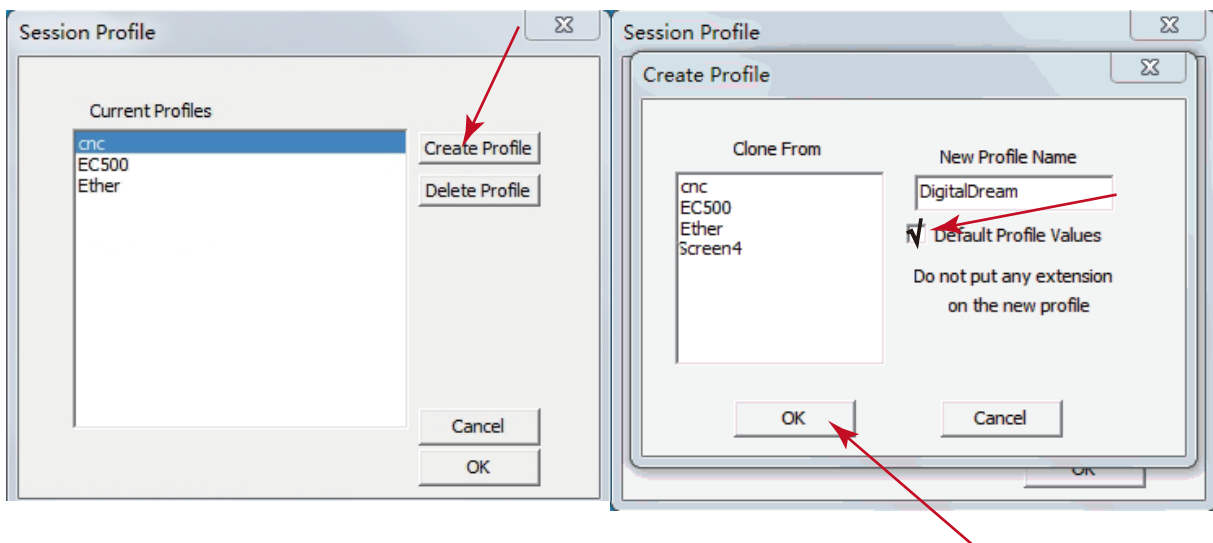 Session Profile
Current Profiles
cnc
EC500
Ether
Create Profile
Delete Profile
Cancel
OK
Session Profile
Create Profile
Clone From
cnc
EC500
Ether
Screen4
New Profile Name
DigitalDream
Default Profile Values
Do not put any extension
on the new profile
OK
Cancel
OK